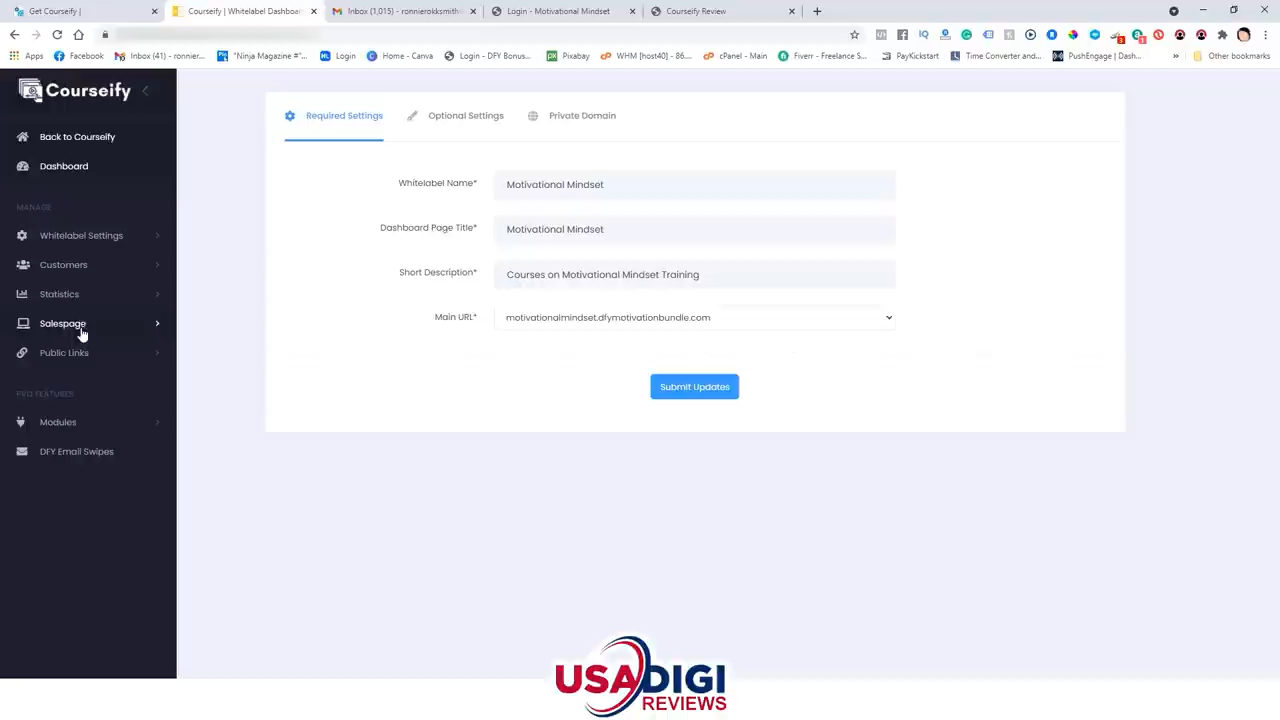 Get Courseify |
Courseify | Whitelabel Dashboa
Inbox (1,015) - ronnieroksmith
Login - Motivational Mindset
Courseify Review
Apps
Facebook
Inbox (41) - ronnier...
"Ninja Magazine #"...
Login
Home - Canva
Login - DFY Bonus...
Pixabay
WHM [host40] - 86...
cPanel - Main
Fiverr - Freelance S...
PayKickstart
Time Converter and...
PushEngage | Dash...
»
Other bookmarks
Courseify
Back to Courseify
Dashboard
MANAGE
Whitelabel Settings
Customers
Statistics
Salespage
Public Links
PRO FEATURES
Modules
DFY Email Swipes
Required Settings
Optional Settings
Private Domain
Whitelabel Name*
Motivational Mindset
Dashboard Page Title*
Motivational Mindset
Short Description*
Courses on Motivational Mindset Training
Main URL*
motivationalmindset.dfymotivationbundle.com
Submit Updates
USADIGI
REVIEWS